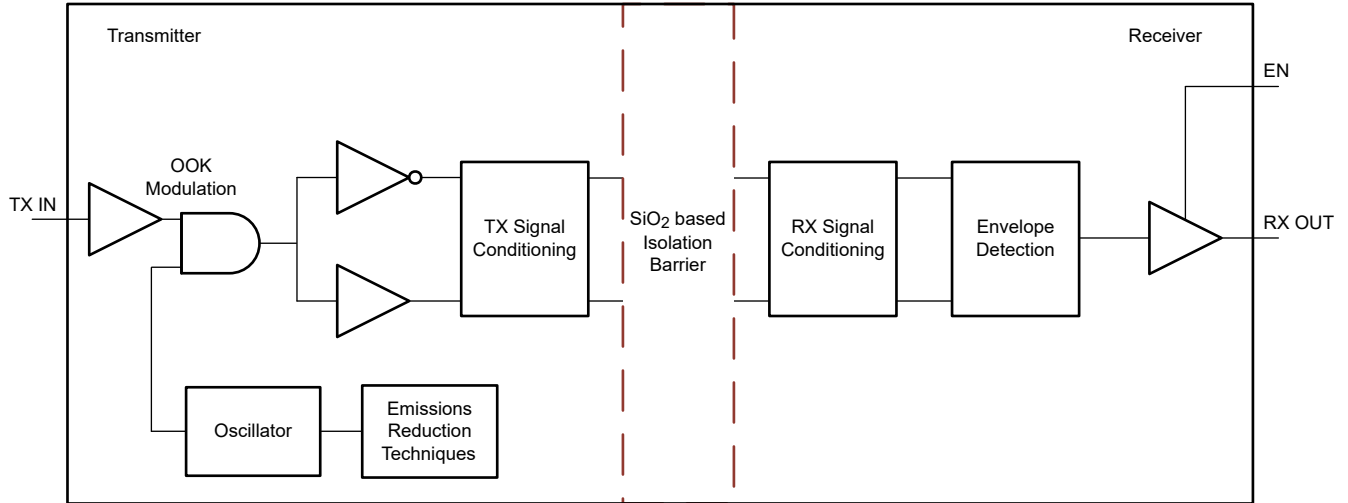 Transmitter
Receiver
EN
OOK
Modulation
TX IN
TX Signal
Conditioning
SiO2 based
Isolation
Barrier
RX Signal
Conditioning
Envelope
Detection
RX OUT
Oscillator
Emissions
Reduction
Techniques